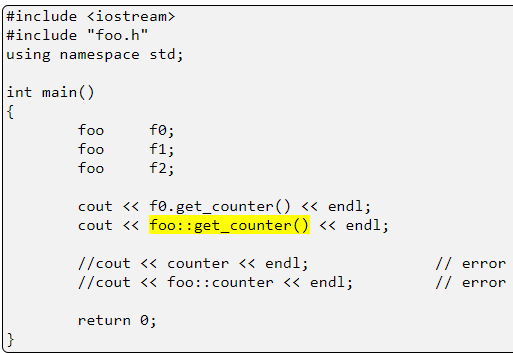 #include <iostream>
#include "foo.h"
using namespace std;
int main()
{
foo f0;
foo f1;
foo f2;
cout << f0.get_counter() << endl;
cout << foo::get_counter() << endl;
//cout << counter << endl; // error
//cout << foo::counter << endl; // error
return 0;
}